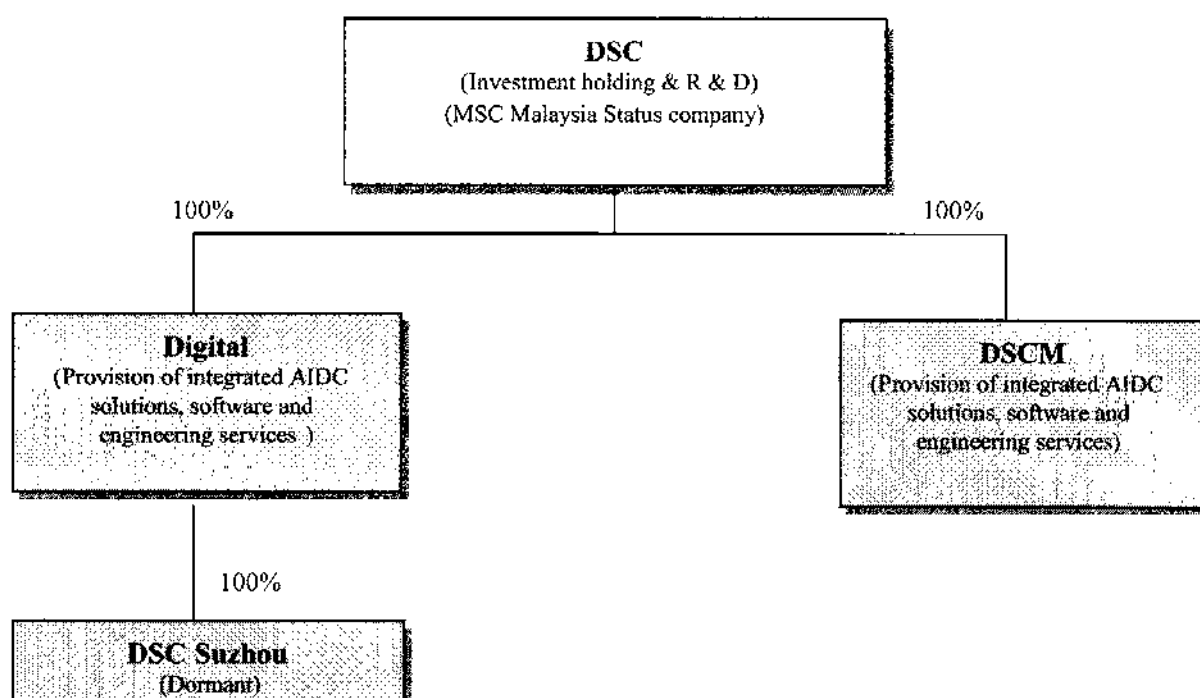 DSC
(Investment holding & R & D)
(MSC Malaysia Status company)
100%
100%
Digital
(Provision of integrated AIDC
solutions, software and
engineering services )
DSCM
(Provision of integrated AIDC
solutions, software and
engineering services)
100%
DSC Suzhou
(Dormant)